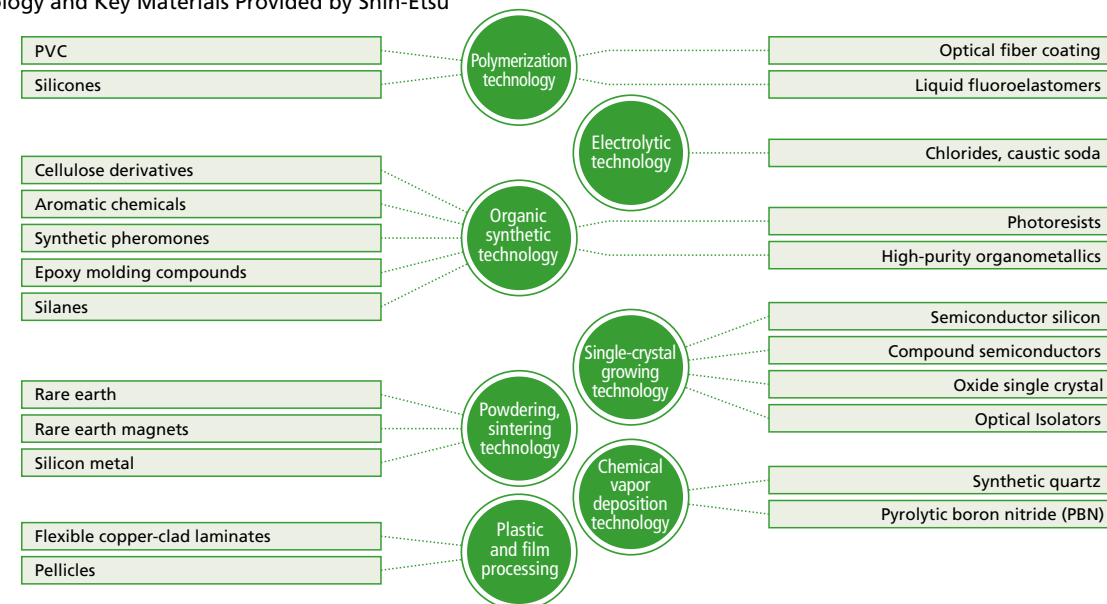 ology and Key Materials Provided by Shin-Etsu
PVC
Silicones
Polymerization
technology
Optical fiber coating
Liquid fluoroelastomers
Electrolytic
technology
Chlorides, caustic soda
Cellulose derivatives
Aromatic chemicals
Synthetic pheromones
Epoxy molding compounds
Silanes
Organic
synthetic
technology
Photoresists
High-purity organometallics
Single-crystal
growing
technology
Semiconductor silicon
Compound semiconductors
Oxide single crystal
Optical Isolators
Rare earth
Rare earth magnets
Silicon metal
Powdering,
sintering
technology
Chemical
vapor
deposition
technology
Synthetic quartz
Pyrolytic boron nitride (PBN)
Flexible copper-clad laminates
Pellicles
Plastic
and film
processing